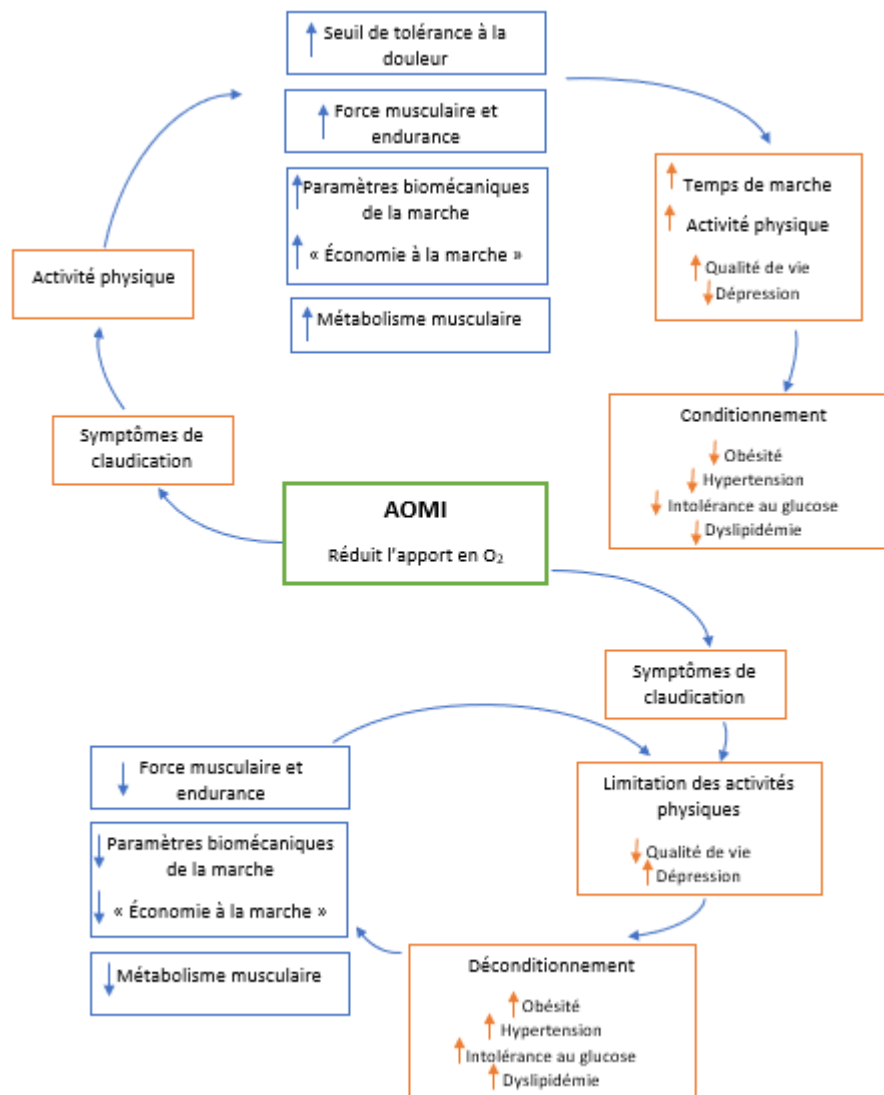 Seuil de tolérance à la
douleur
Force musculaire et
endurance
Paramètres biomécaniques
de la marche
« Économie à la marche »
Métabolisme musculaire
Temps de marche
Activité physique
Qualité de vie
Dépression
Activité physique
Conditionnement
Obésité
Hypertension
Intolérance au glucose
Dyslipidémie
Symptômes de
claudication
AOMI
Réduit l'apport en O₂
Symptômes de
claudication
Limitation des activités
physiques
Qualité de vie
Dépression
Force musculaire et
endurance
Paramètres biomécaniques
de la marche
« Économie à la marche »
Métabolisme musculaire
Déconditionnement
Obésité
Hypertension
Intolérance au glucose
Dyslipidémie